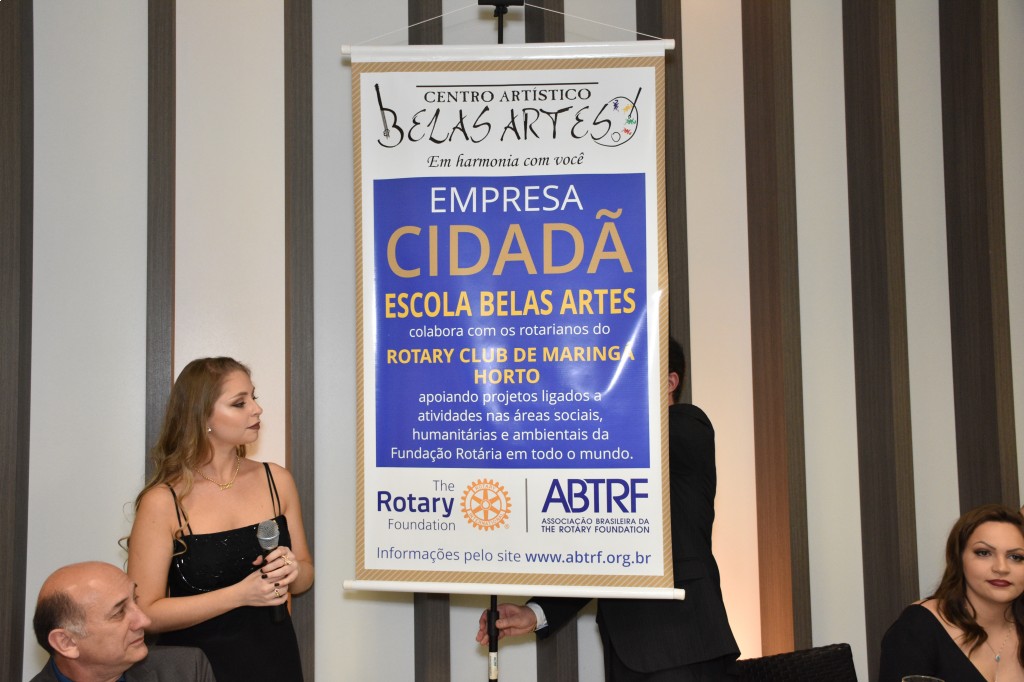 CENTRO ARTÍSTICO
BELAS ARTES
Em harmonia com você
EMPRESA
CIDADÃ
ESCOLA BELAS ARTES
colabora com os rotarianos do
ROTARY CLUB DE MARINGA
HORTO
apoiando projetos ligados a
atividades nas áreas sociais,
humanitárias e ambientais da
Fundação Rotária em todo o mundo.
The
Rotary
Foundation
ABTRF
ASSOCIAÇÃO BRASILEIRA DA
THE ROTARY FOUNDATION
Informações pelo site www.abtrf.org.br